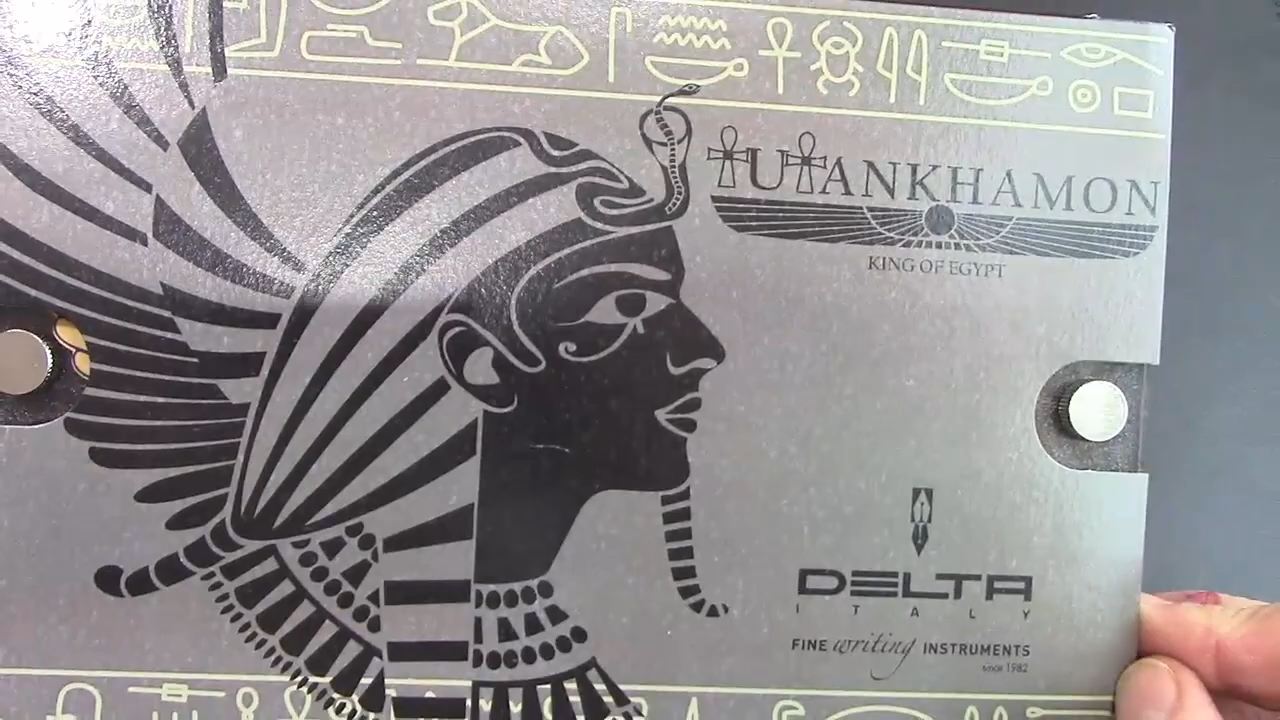 TUTANKHAMON
KING OF EGYPT
DELTA
ITALY
FINE writing INSTRUMENTS
since 1982